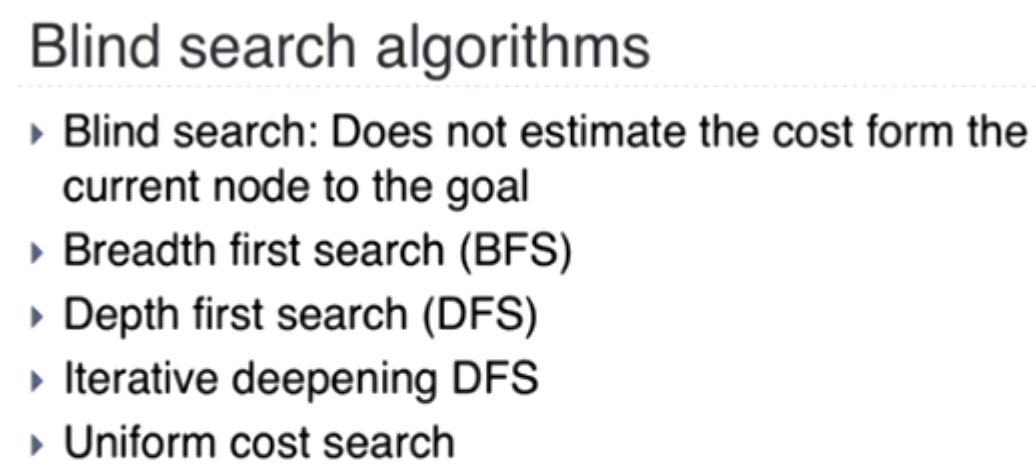 Blind search algorithms
Blind search: Does not estimate the cost form the
current node to the goal
Breadth first search (BFS)
Depth first search (DFS)
Iterative deepening DFS
Uniform cost search